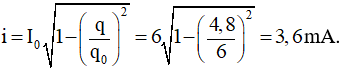 i = I₀√(1−(q/q₀)²) = 6√(1−(4,8/6)²) = 3,6mA.